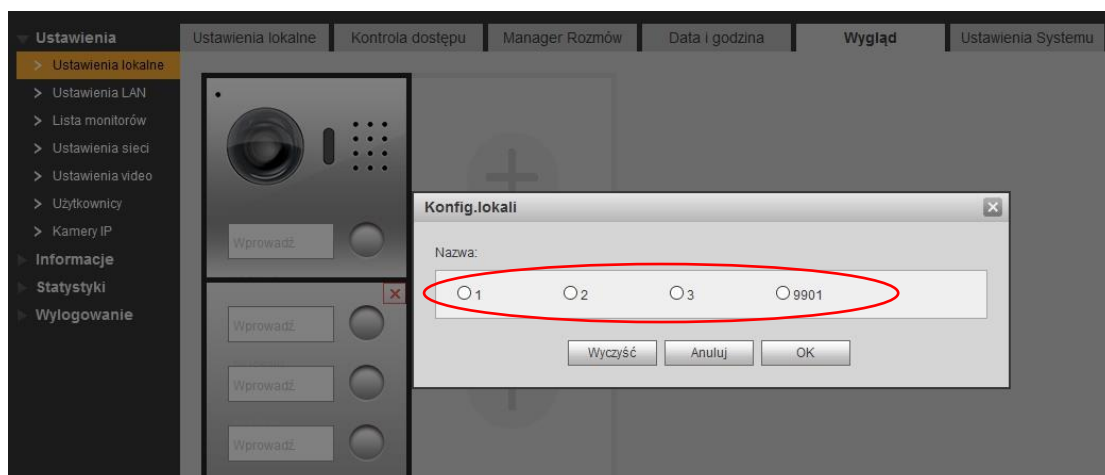 Ustawienia
Ustawienia lokalne
Ustawienia LAN
Lista monitorów
Ustawienia sieci
Ustawienia video
Użytkownicy
Kamery IP
Informacje
Statystyki
Wylogowanie
Ustawienia lokalne Kontrola dostępu Manager Rozmów Data i godzina Wygląd Ustawienia Systemu
Wprowadź
Wprowadź
Wprowadź
Wprowadź
Konfig.lokali
Nazwa:
1 2 3 9901
Wyczyść Anuluj OK